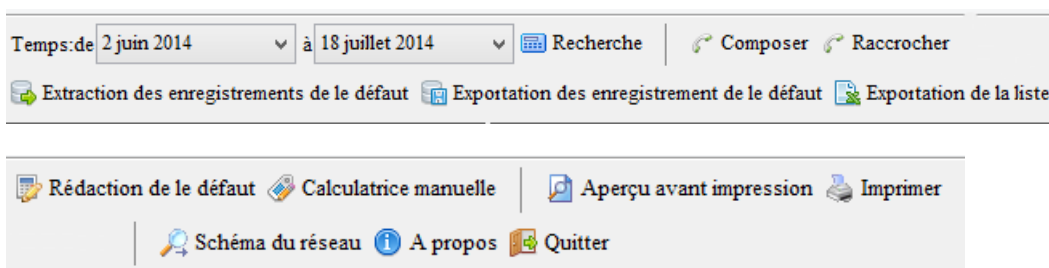 Temps:de 2 juin 2014 à 18 juillet 2014 Recherche Composer Raccrocher
Extraction des enregistrements de le défaut Exportation des enregistrement de le défaut Exportation de la liste
Rédaction de le défaut Calculatrice manuelle Aperçu avant impression Imprimer
Schéma du réseau A propos Quitter